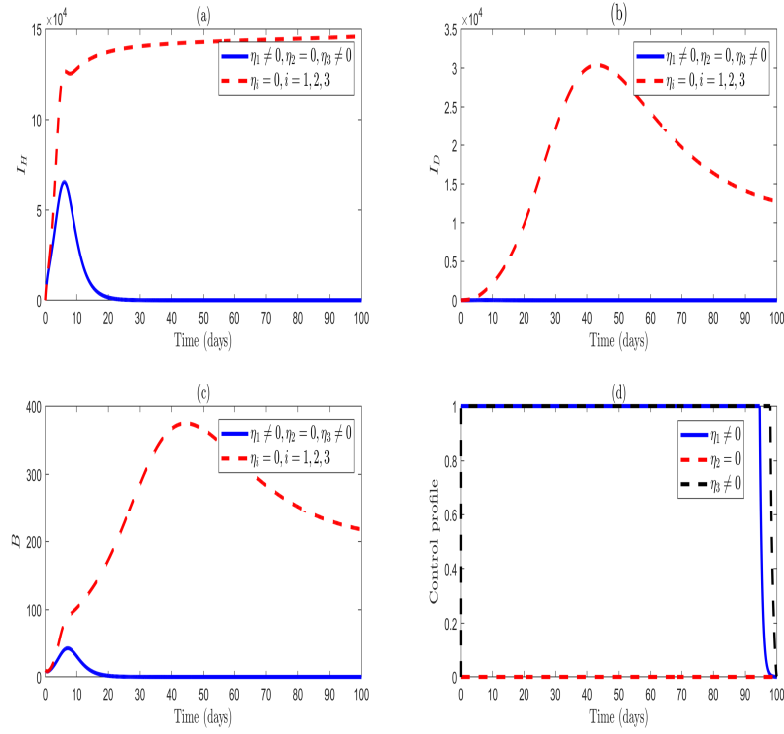 (a)
×10⁴
15
10
5
0
I_H
η₁ ≠ 0, η₂ = 0, η₃ ≠ 0
ηᵢ = 0, i = 1, 2, 3
0 10 20 30 40 50 60 70 80 90 100
Time (days)
(b)
×10⁴
3.5
3
2.5
2
1.5
1
0.5
0
I_D
η₁ ≠ 0, η₂ = 0, η₃ ≠ 0
ηᵢ = 0, i = 1, 2, 3
0 10 20 30 40 50 60 70 80 90 100
Time (days)
(c)
400
300
200
100
0
B
η₁ ≠ 0, η₂ = 0, η₃ ≠ 0
ηᵢ = 0, i = 1, 2, 3
0 10 20 30 40 50 60 70 80 90 100
Time (days)
(d)
1
0.8
0.6
0.4
0.2
0
Control profile
η₁ ≠ 0
η₂ = 0
η₃ ≠ 0
0 10 20 30 40 50 60 70 80 90 100
Time (days)